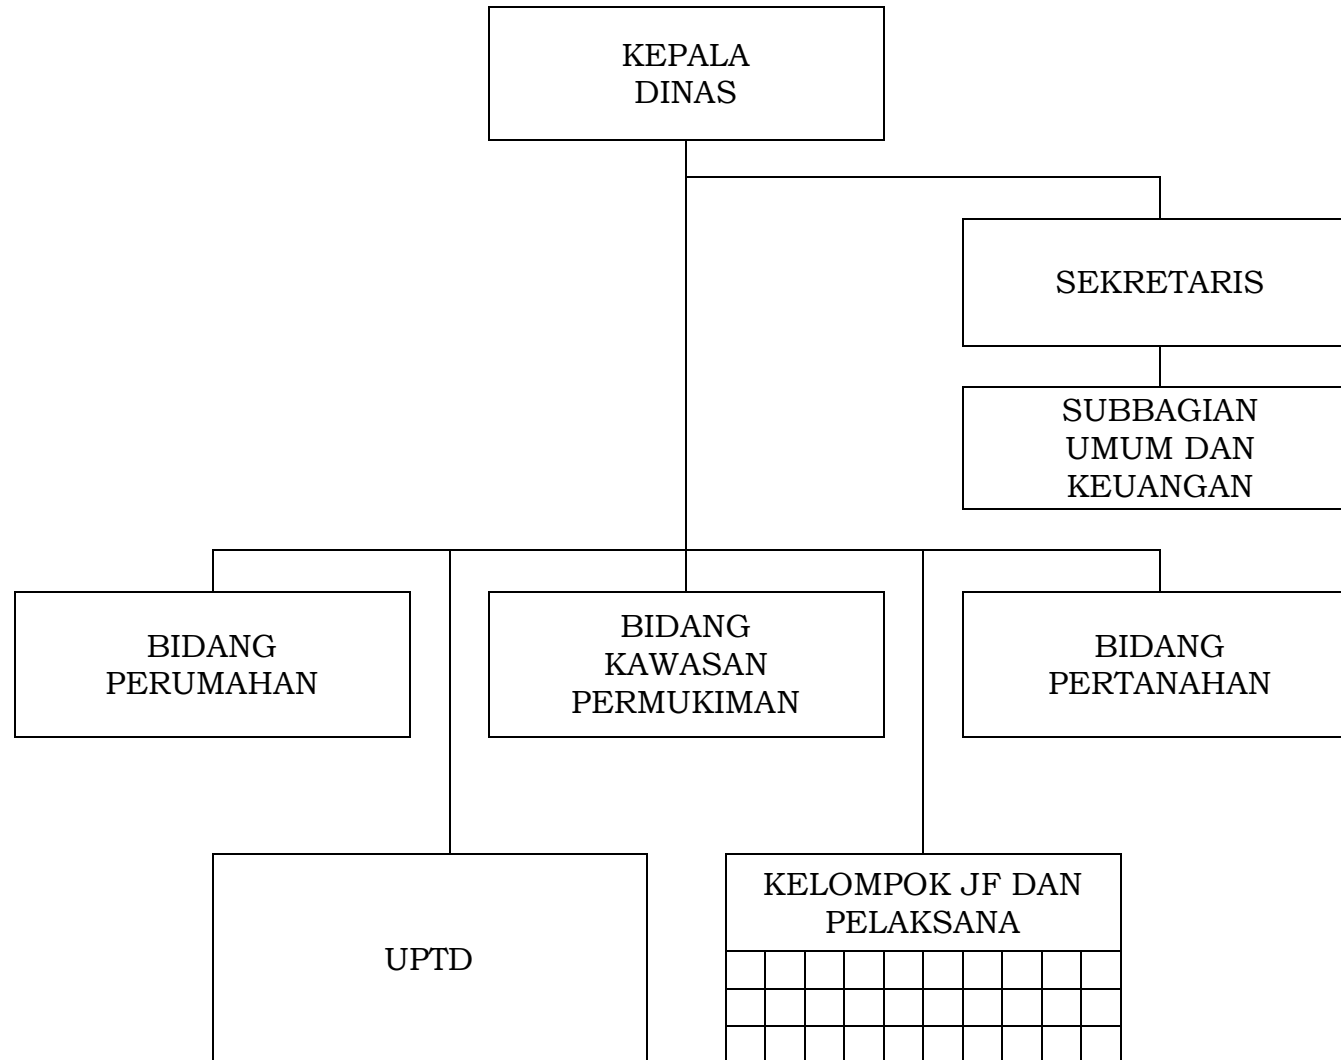 KEPALA
DINAS
SEKRETARIS
SUBBAGIAN
UMUM DAN
KEUANGAN
BIDANG
PERUMAHAN
BIDANG
KAWASAN
PERMUKIMAN
BIDANG
PERTANAHAN
UPTD
KELOMPOK JF DAN
PELAKSANA